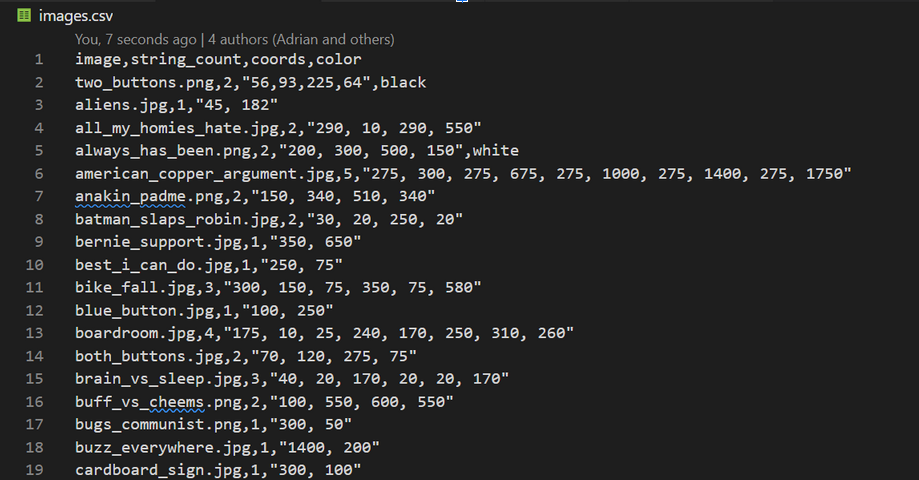 images.csv
You, 7 seconds ago | 4 authors (Adrian and others)
1 image,string_count,coords,color
2 two_buttons.png,2,"56,93,225,64",black
3 aliens.jpg,1,"45, 182"
4 all_my_homies_hate.jpg,2,"290, 10, 290, 550"
5 always_has_been.png,2,"200, 300, 500, 150",white
6 american_copper_argument.jpg,5,"275, 300, 275, 675, 275, 1000, 275, 1400, 275, 1750"
7 anakin_padme.png,2,"150, 340, 510, 340"
8 batman_slaps_robin.jpg,2,"30, 20, 250, 20"
9 bernie_support.jpg,1,"350, 650"
10 best_i_can_do.jpg,1,"250, 75"
11 bike_fall.jpg,3,"300, 150, 75, 350, 75, 580"
12 blue_button.jpg,1,"100, 250"
13 boardroom.jpg,4,"175, 10, 25, 240, 170, 250, 310, 260"
14 both_buttons.jpg,2,"70, 120, 275, 75"
15 brain_vs_sleep.jpg,3,"40, 20, 170, 20, 20, 170"
16 buff_vs_cheems.png,2,"100, 550, 600, 550"
17 bugs_communist.png,1,"300, 50"
18 buzz_everywhere.jpg,1,"1400, 200"
19 cardboard_sign.jpg,1,"300, 100"